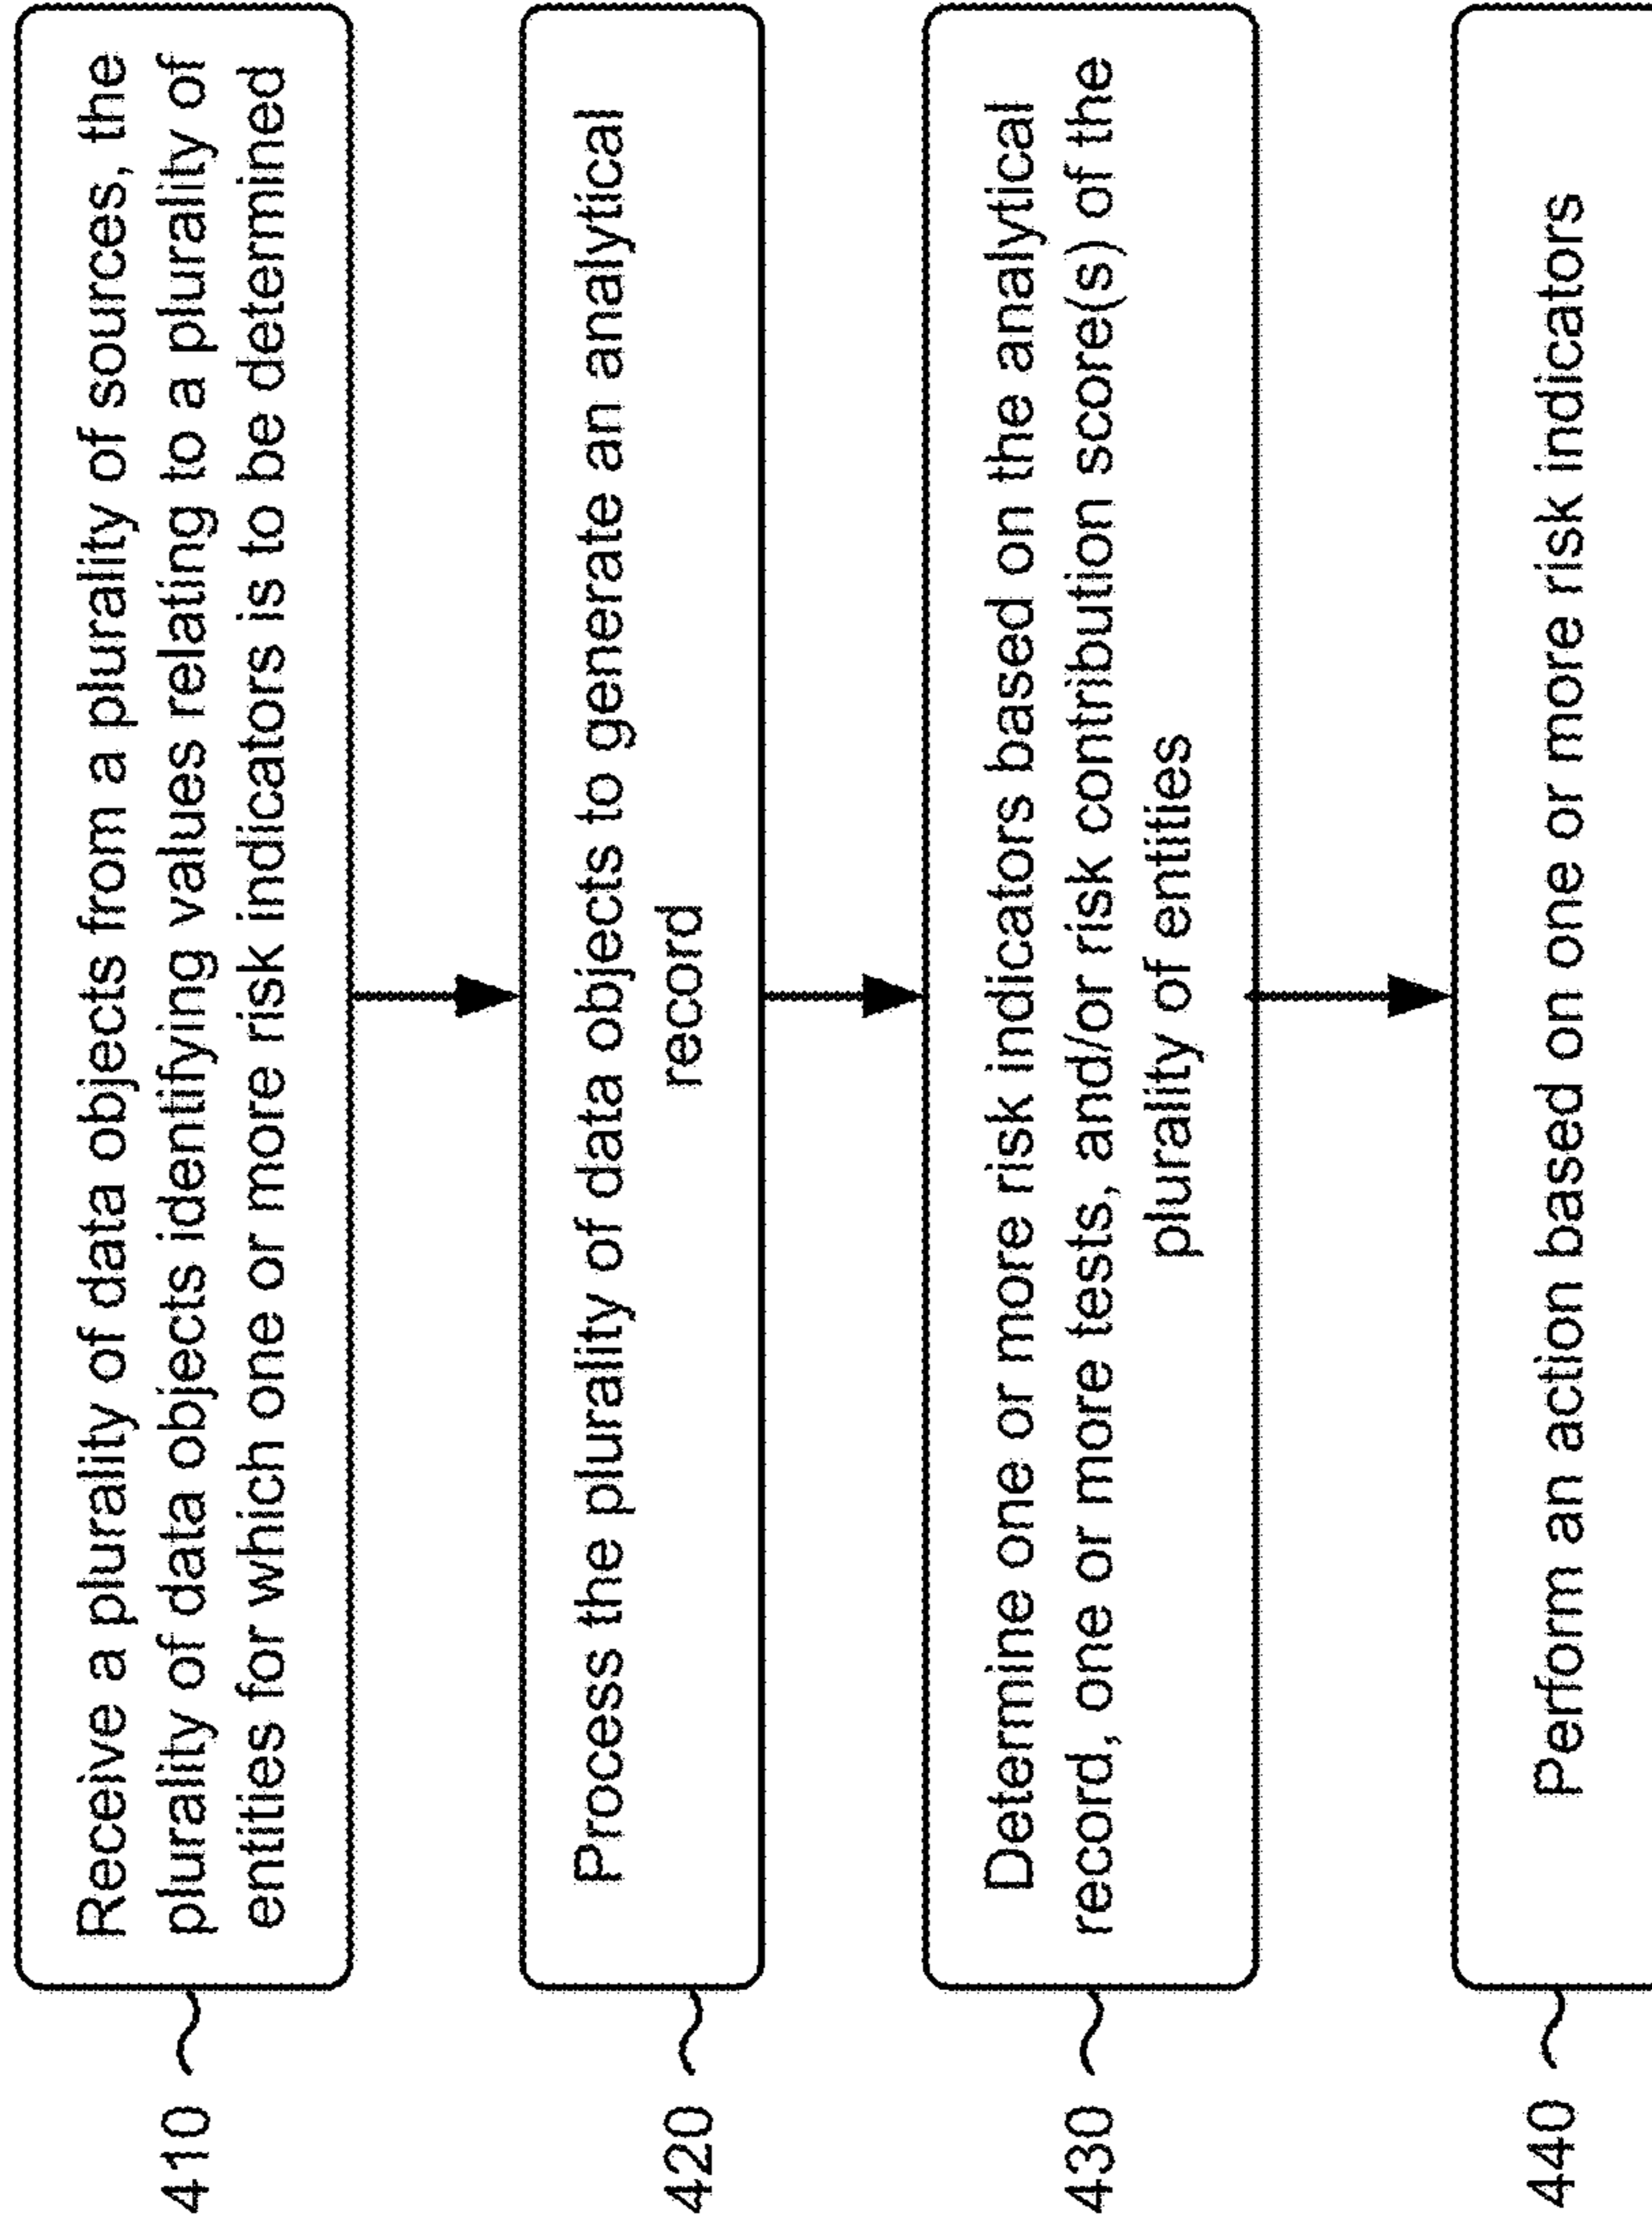 410
Receive a plurality of data objects from a plurality of sources, the
plurality of data objects identifying values relating to a plurality of
entities for which one or more risk indicators is to be determined
420
Process the plurality of data objects to generate an analytical
record
430
Determine one or more risk indicators based on the analytical
record, one or more tests, and/or risk contribution score(s) of the
plurality of entities
440
Perform an action based on one or more risk indicators